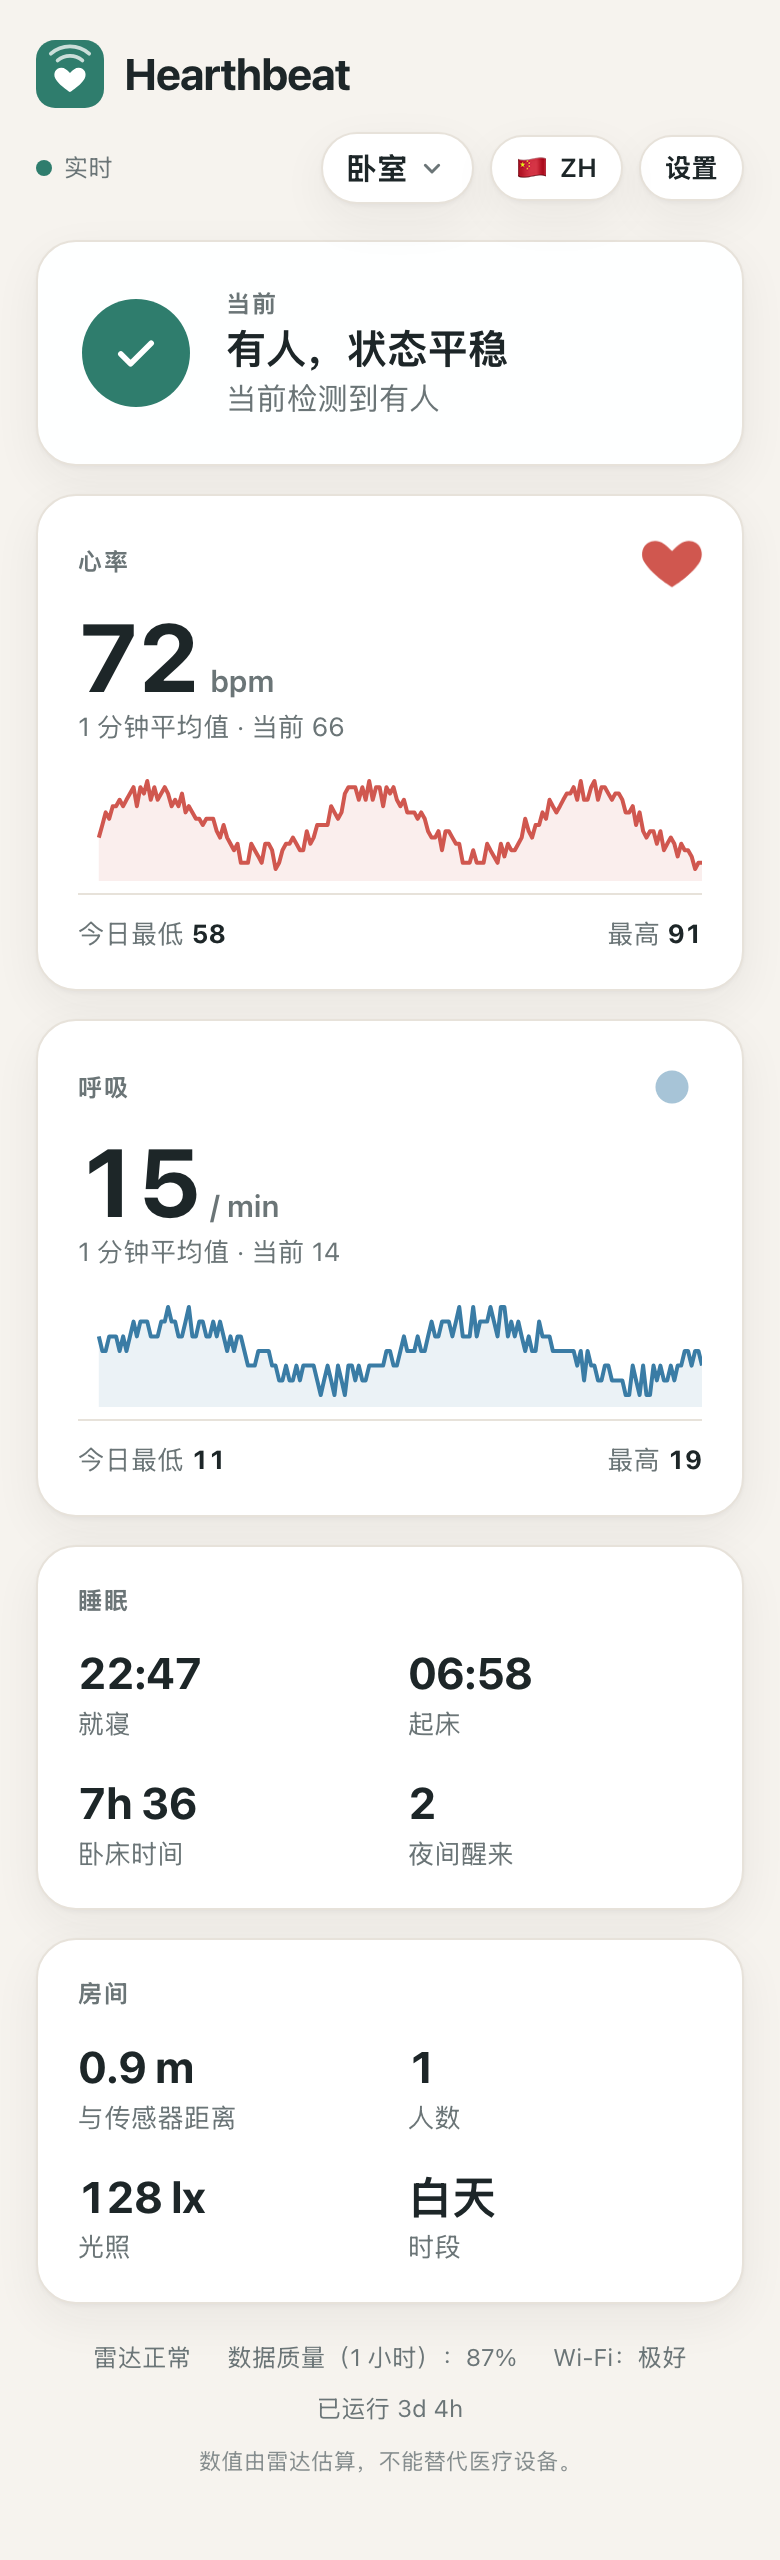 Hearthbeat
实时
卧室
🇨🇳 ZH
设置
当前
有人，状态平稳
当前检测到有人
心率
72 bpm
1 分钟平均值 · 当前 66
今日最低 58
最高 91
呼吸
15 / min
1 分钟平均值 · 当前 14
今日最低 11
最高 19
睡眠
22:47
06:58
就寝
起床
7h 36
2
卧床时间
夜间醒来
房间
0.9 m
1
与传感器距离
人数
128 lx
白天
光照
时段
雷达正常 数据质量（1 小时）：87% Wi-Fi：极好
已运行 3d 4h
数值由雷达估算，不能替代医疗设备。